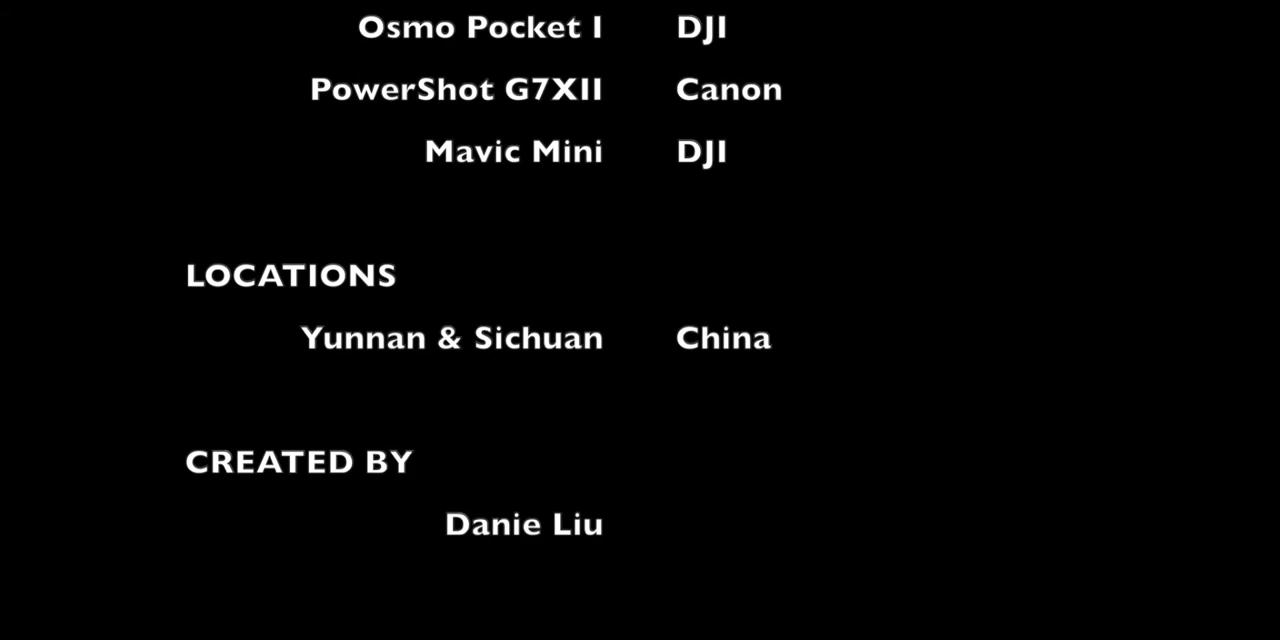 Osmo Pocket I DJI
PowerShot G7XII Canon
Mavic Mini DJI
LOCATIONS
Yunnan & Sichuan China
CREATED BY
Danie Liu